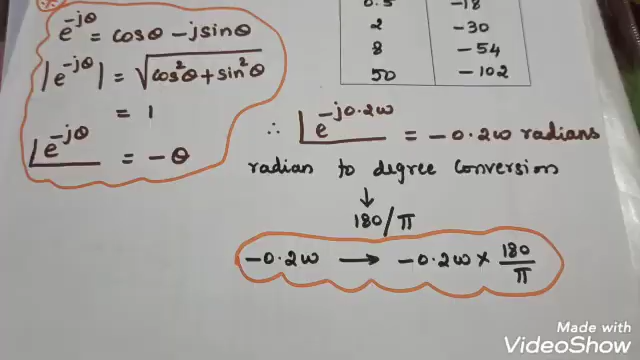 e^-jθ = cosθ - jsinθ
|e^-jθ| = √cos²θ + sin²θ
= 1
∠e^-jθ = -θ
0.5 -18
2 -30
8 -54
50 -102
∴ ∠e^-j0.2ω = -0.2ω radians
radian to degree conversion
↓
180/π
-0.2ω → -0.2ω × 180/π
Made with
VideoShow